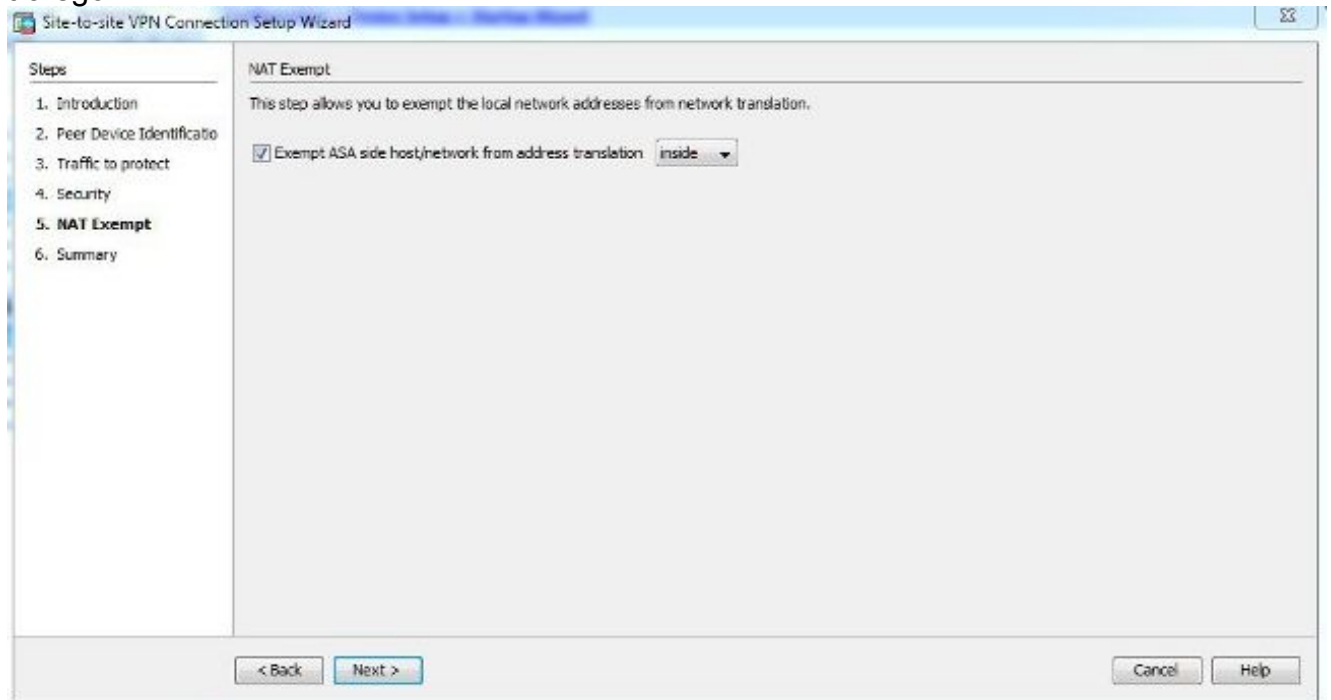 Site-to-site VPN Connection Setup Wizard
Steps
1. Introduction
2. Peer Device Identificatio
3. Traffic to protect
4. Security
5. NAT Exempt
6. Summary
NAT Exempt
This step allows you to exempt the local network addresses from network translation.
Exempt ASA side host/network from address translation inside
< Back Next > Cancel Help